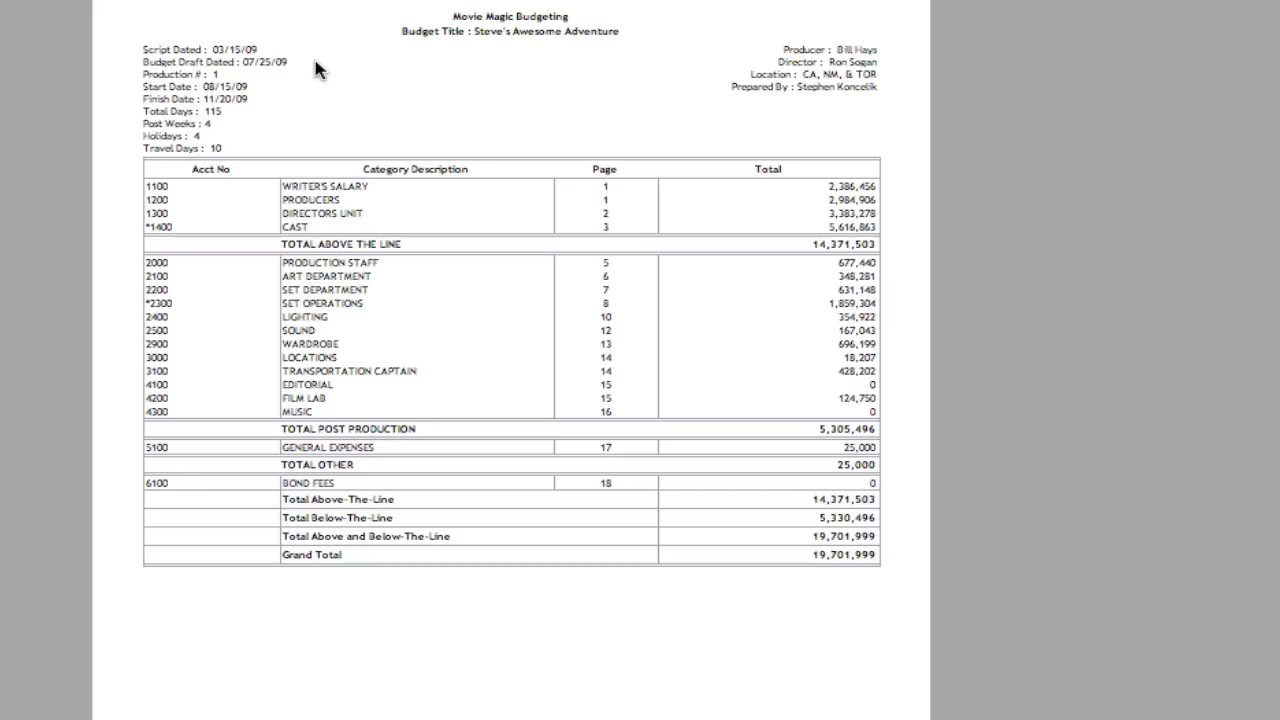 Movie Magic Budgeting
Budget Title : Steve's Awesome Adventure
Script Dated : 03/15/09
Budget Draft Dated : 07/25/09
Production # : 1
Start Date : 08/15/09
Finish Date : 11/20/09
Total Days : 115
Post Weeks : 4
Holidays : 4
Travel Days : 10
Producer : Bill Hays
Director : Ron Sogan
Location : CA, NM, & TOR
Prepared By : Stephen Koncelik
Acct No Category Description Page Total
1100 WRITER'S SALARY 1 2,386,456
1200 PRODUCERS 1 2,984,906
1300 DIRECTORS UNIT 2 3,383,278
*1400 CAST 3 5,616,863
TOTAL ABOVE THE LINE 14,371,503
2000 PRODUCTION STAFF 5 677,440
2100 ART DEPARTMENT 6 348,281
2200 SET DEPARTMENT 7 631,148
*2300 SET OPERATIONS 8 1,859,304
2400 LIGHTING 10 354,922
2500 SOUND 12 167,043
2900 WARDROBE 13 696,199
3000 LOCATIONS 14 18,207
3100 TRANSPORTATION CAPTAIN 14 428,202
4100 EDITORIAL 15 0
4200 FILM LAB 15 124,750
4300 MUSIC 16 0
TOTAL POST PRODUCTION 5,305,496
5100 GENERAL EXPENSES 17 25,000
TOTAL OTHER 25,000
6100 BOND FEES 18 0
Total Above-The-Line 14,371,503
Total Below-The-Line 5,330,496
Total Above and Below-The-Line 19,701,999
Grand Total 19,701,999